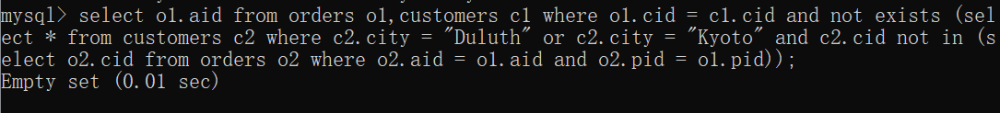 mysql> select o1.aid from orders o1,customers c1 where o1.cid = c1.cid and not exists (sel
ect * from customers c2 where c2.city = "Duluth" or c2.city = "Kyoto" and c2.cid not in (s
elect o2.cid from orders o2 where o2.aid = o1.aid and o2.pid = o1.pid));
Empty set (0.01 sec)